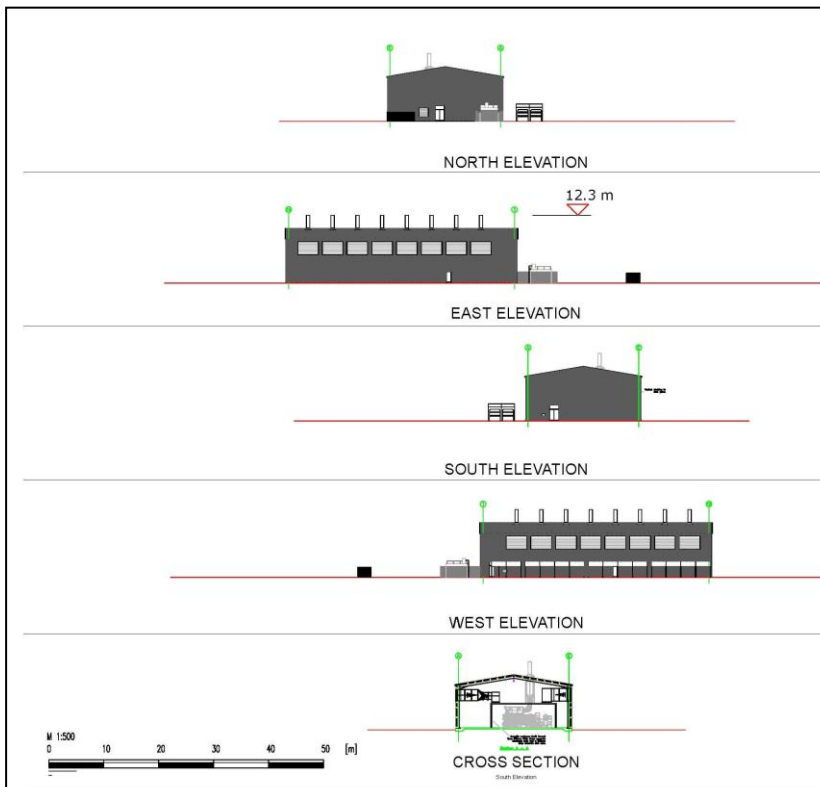 NORTH ELEVATION
12.3 m
EAST ELEVATION
SOUTH ELEVATION
WEST ELEVATION
CROSS SECTION
South Elevation
M 1:500
0 10 20 30 40 50 [m]